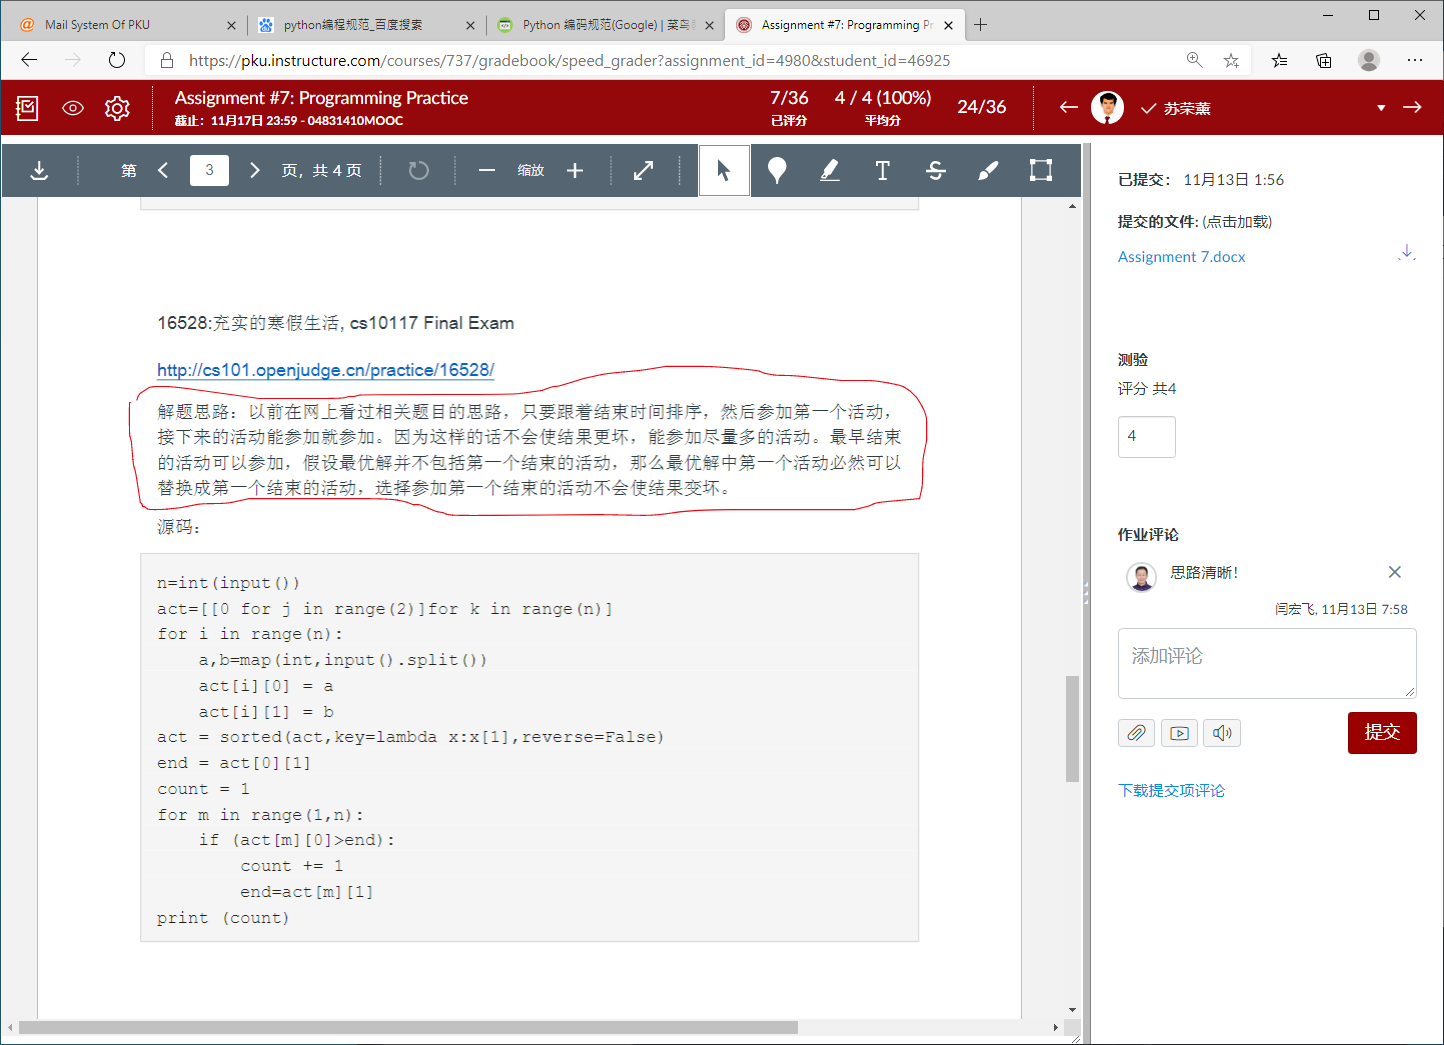 Mail System Of PKU
python编程规范_百度搜索
Python 编码规范(Google) | 菜鸟
Assignment #7: Programming Pr
https://pku.instructure.com/courses/737/gradebook/speed_grader?assignment_id=4980&student_id=46925
Assignment #7: Programming Practice
截止：11月17日 23:59 - 04831410MOOC
7/36
已评分
4 / 4 (100%)
平均分
24/36
苏荣薰
第 3 页，共 4 页
缩放
T
S
16528:充实的寒假生活, cs10117 Final Exam
http://cs101.openjudge.cn/practice/16528/
解题思路：以前在网上看过相关题目的思路，只要跟着结束时间排序，然后参加第一个活动，
接下来的活动能参加就参加。因为这样的话不会使结果更坏，能参加尽量多的活动。最早结束
的活动可以参加，假设最优解并不包括第一个结束的活动，那么最优解中第一个活动必然可以
替换成第一个结束的活动，选择参加第一个结束的活动不会使结果变坏。
源码：
n=int(input())
act=[[0 for j in range(2)]for k in range(n)]
for i in range(n):
    a,b=map(int,input().split())
    act[i][0] = a
    act[i][1] = b
act = sorted(act,key=lambda x:x[1],reverse=False)
end = act[0][1]
count = 1
for m in range(1,n):
    if (act[m][0]>end):
        count += 1
        end=act[m][1]
print (count)
已提交： 11月13日 1:56
提交的文件: (点击加载)
Assignment 7.docx
测验
评分 共4
4
作业评论
思路清晰！
闫宏飞, 11月13日 7:58
添加评论
提交
下载提交项评论